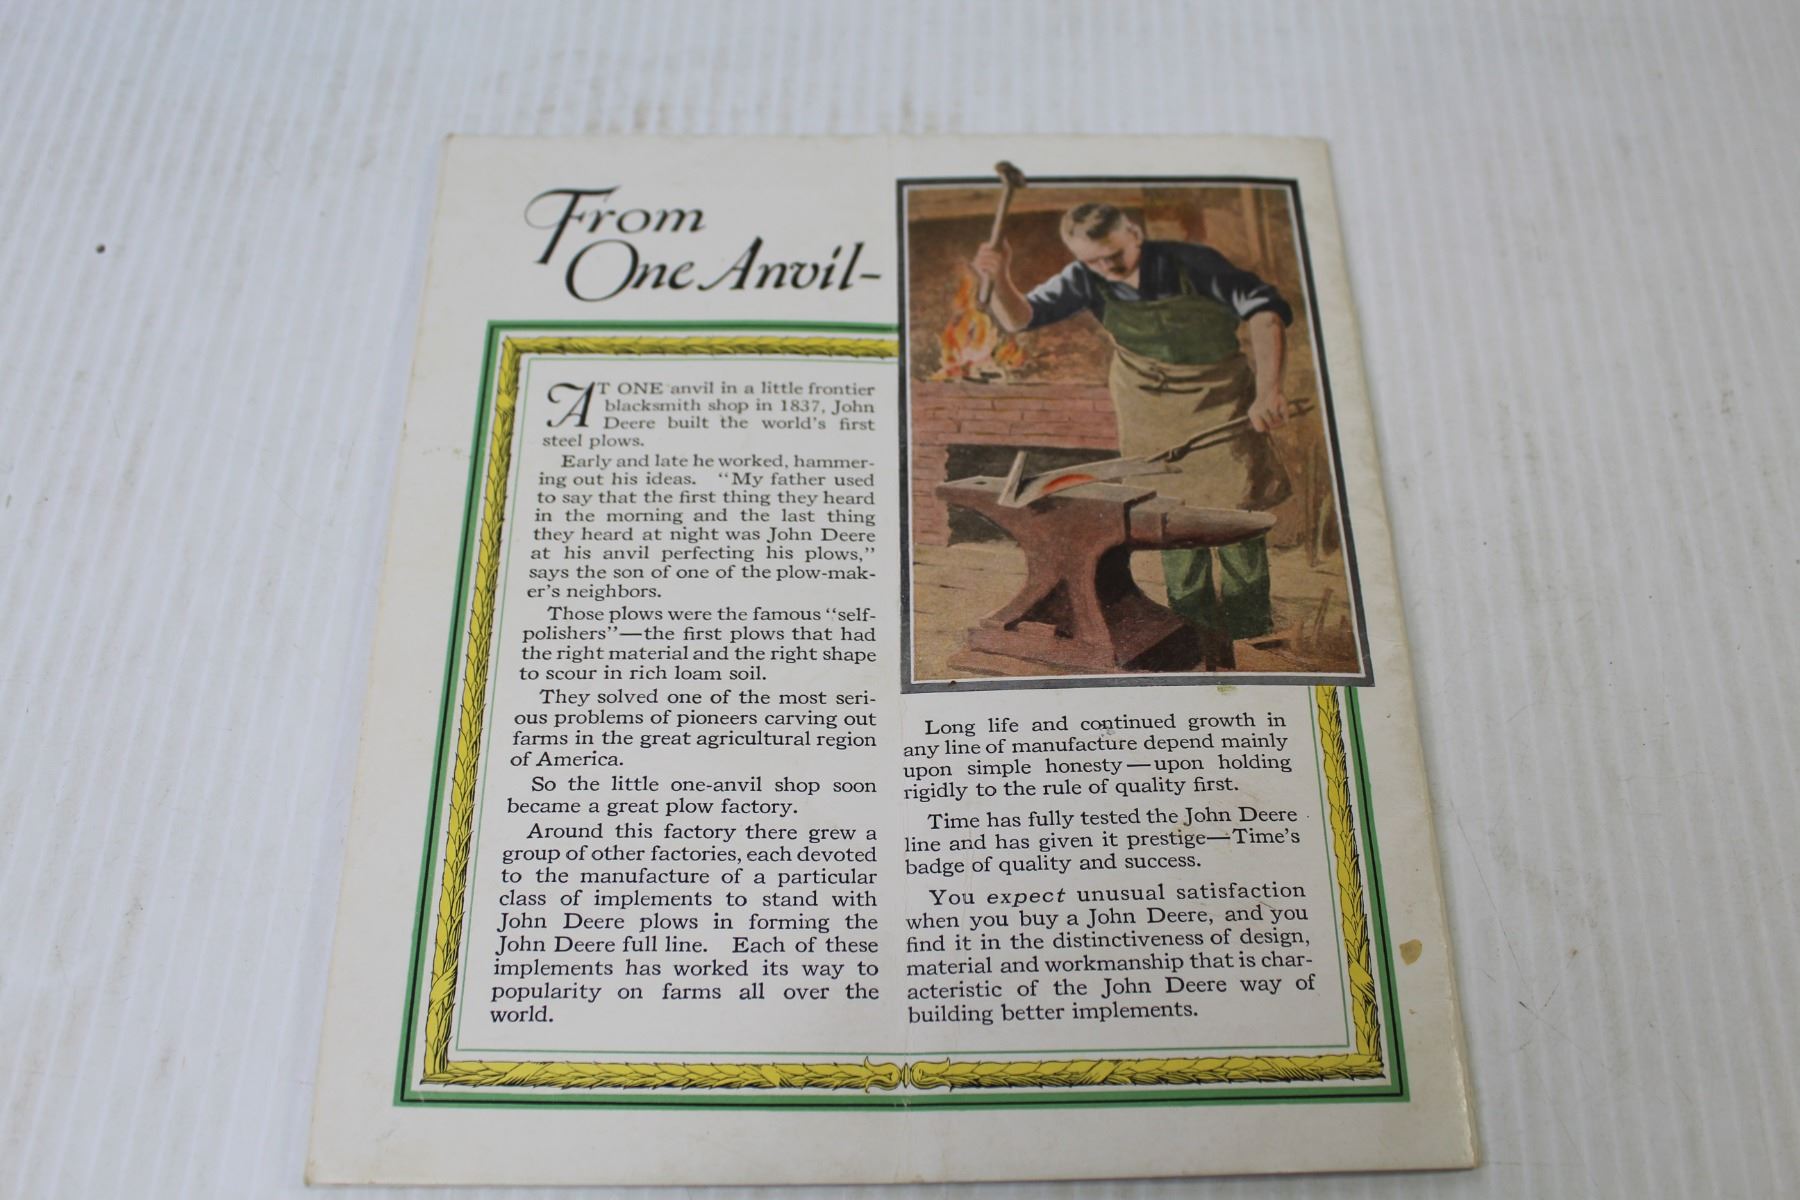 From
One Anvil-
AT ONE anvil in a little frontier
blacksmith shop in 1837, John
Deere built the world's first
steel plows.
Early and late he worked, hammer-
ing out his ideas. "My father used
to say that the first thing they heard
in the morning and the last thing
they heard at night was John Deere
at his anvil perfecting his plows,"
says the son of one of the plow-mak-
er's neighbors.
Those plows were the famous "self-
polishers"—the first plows that had
the right material and the right shape
to scour in rich loam soil.
They solved one of the most seri-
ous problems of pioneers carving out
farms in the great agricultural region
of America.
So the little one-anvil shop soon
became a great plow factory.
Around this factory there grew a
group of other factories, each devoted
to the manufacture of a particular
class of implements to stand with
John Deere plows in forming the
John Deere full line. Each of these
implements has worked its way to
popularity on farms all over the
world.
Long life and continued growth in
any line of manufacture depend mainly
upon simple honesty—upon holding
rigidly to the rule of quality first.
Time has fully tested the John Deere
line and has given it prestige—Time's
badge of quality and success.
You expect unusual satisfaction
when you buy a John Deere, and you
find it in the distinctiveness of design,
material and workmanship that is char-
acteristic of the John Deere way of
building better implements.